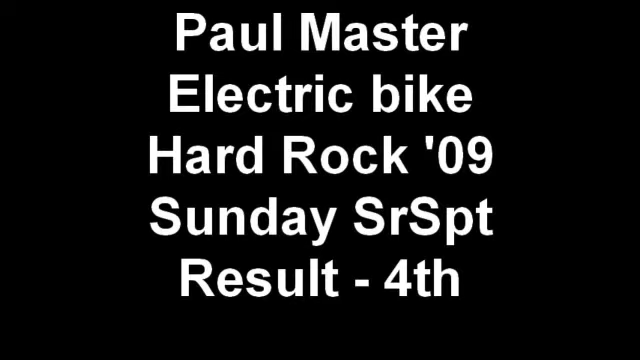 Paul Master
Electric bike
Hard Rock '09
Sunday SrSpt
Result - 4th